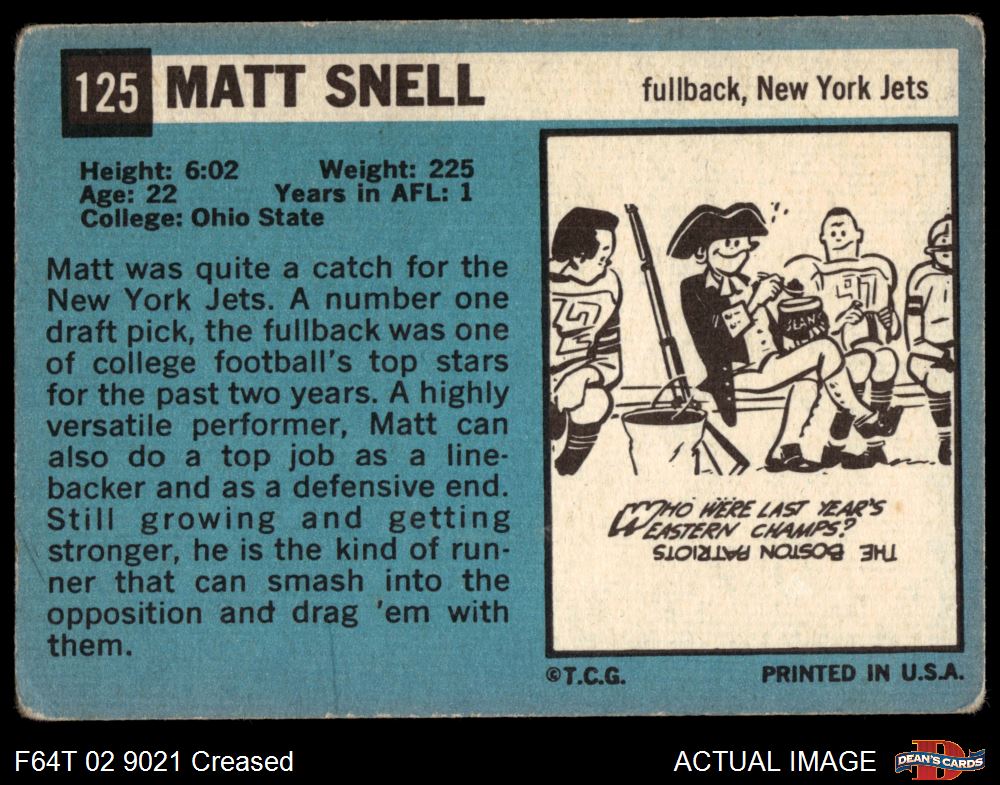 125 MATT SNELL fullback, New York Jets
Height: 6:02 Weight: 225
Age: 22 Years in AFL: 1
College: Ohio State
Matt was quite a catch for the
New York Jets. A number one
draft pick, the fullback was one
of college football's top stars
for the past two years. A highly
versatile performer, Matt can
also do a top job as a line-
backer and as a defensive end.
Still growing and getting
stronger, he is the kind of run-
ner that can smash into the
opposition and drag 'em with
them.
BEANS
WHO WERE LAST YEAR'S
EASTERN CHAMPS?
THE BOSTON PATRIOTS
©T.C.G. PRINTED IN U.S.A.
F64T 02 9021 Creased
ACTUAL IMAGE
DEAN'S CARDS